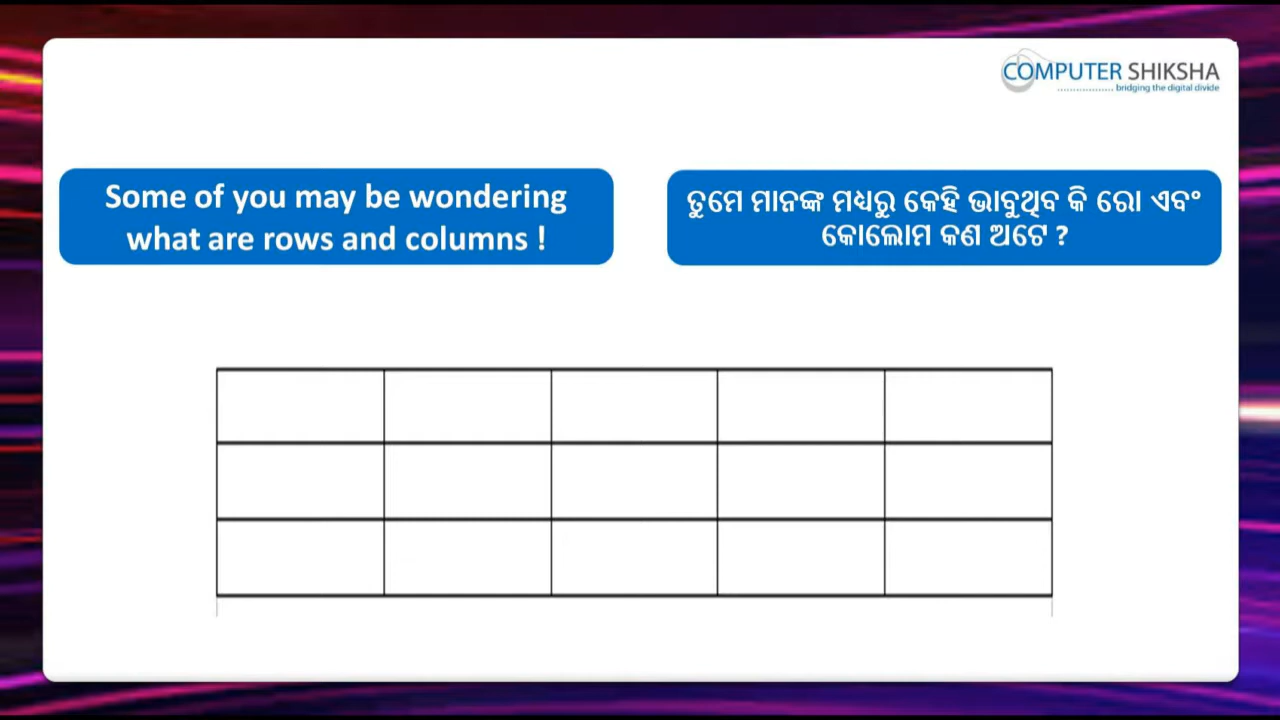 COMPUTER SHIKSHA
bridging the digital divide
Some of you may be wondering
what are rows and columns !
ତୁମେ ମାନଙ୍କ ମଧ୍ୟରୁ କେହି ଭାବୁଥିବ କି ରୋ ଏବଂ
କୋଲୋମ କଣ ଅଟେ ?